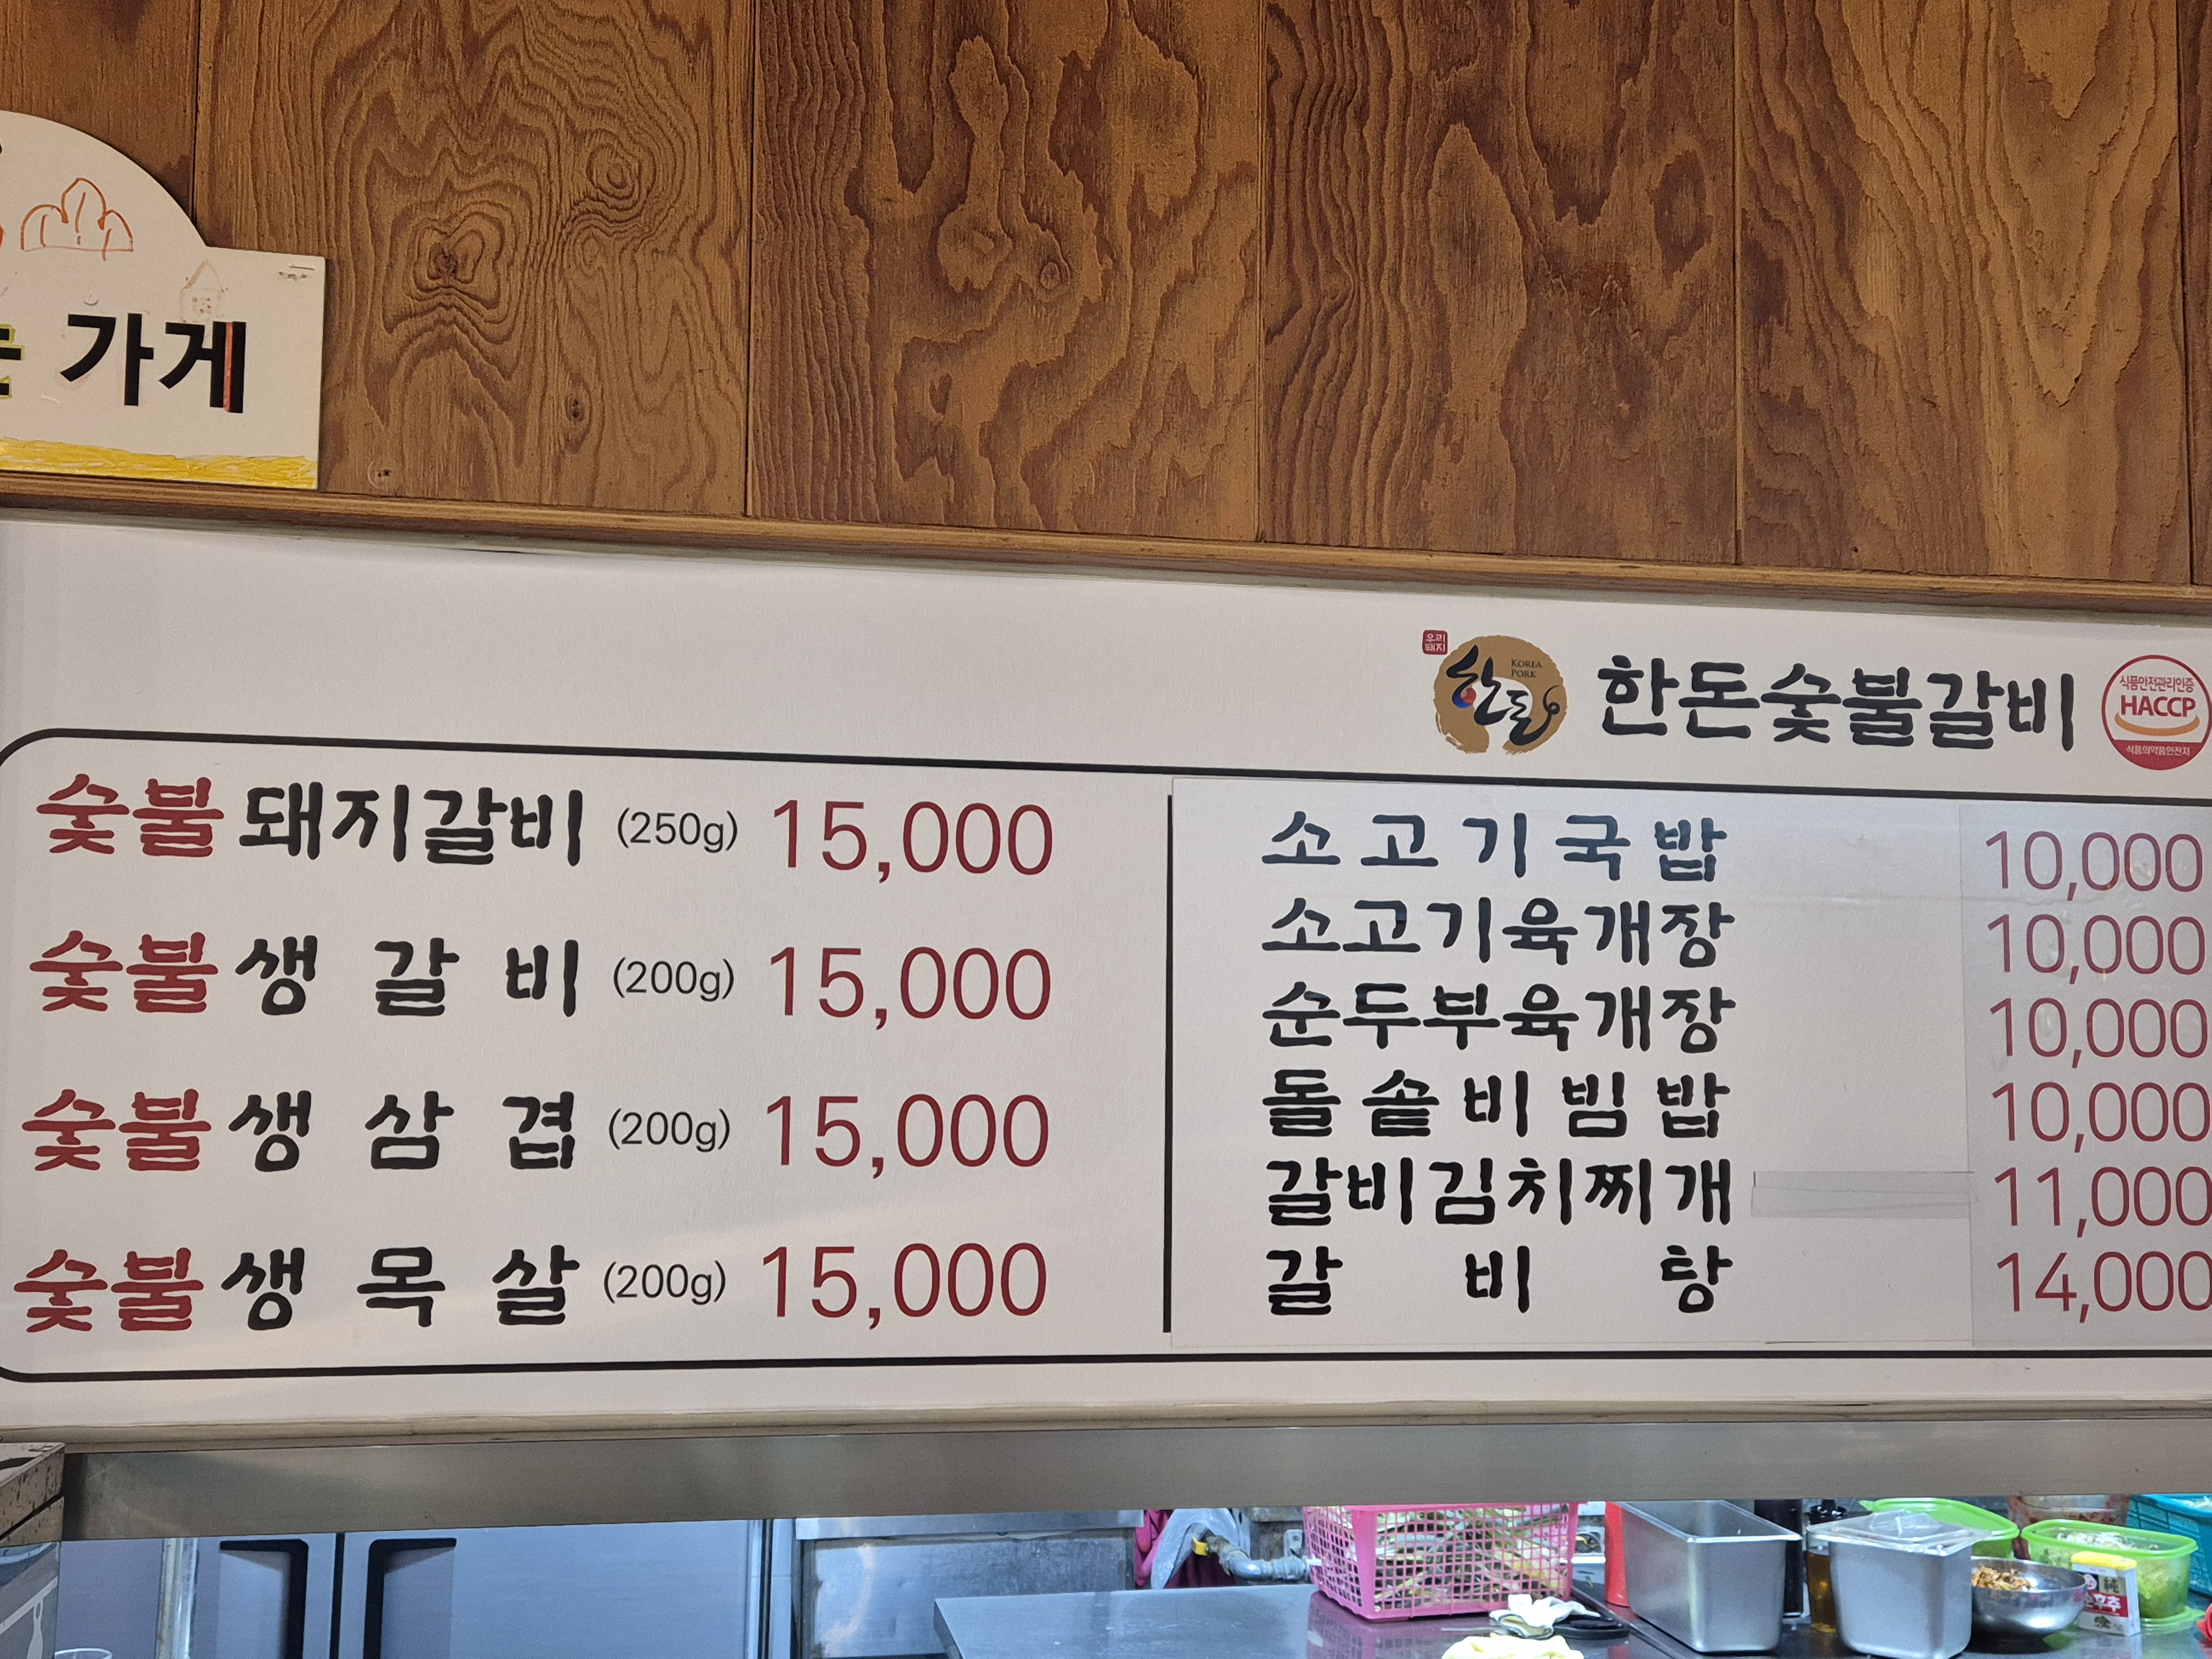 가게
우리
돼지
한돈
KOREA
PORK
한돈숯불갈비
식품안전관리인증
HACCP
식품의약품안전처
숯불돼지갈비 (250g) 15,000
숯불생갈비 (200g) 15,000
숯불생삼겹 (200g) 15,000
숯불생목살 (200g) 15,000
소고기국밥 10,000
소고기육개장 10,000
순두부육개장 10,000
돌솥비빔밥 10,000
갈비김치찌개 11,000
갈비탕 14,000
純
후추